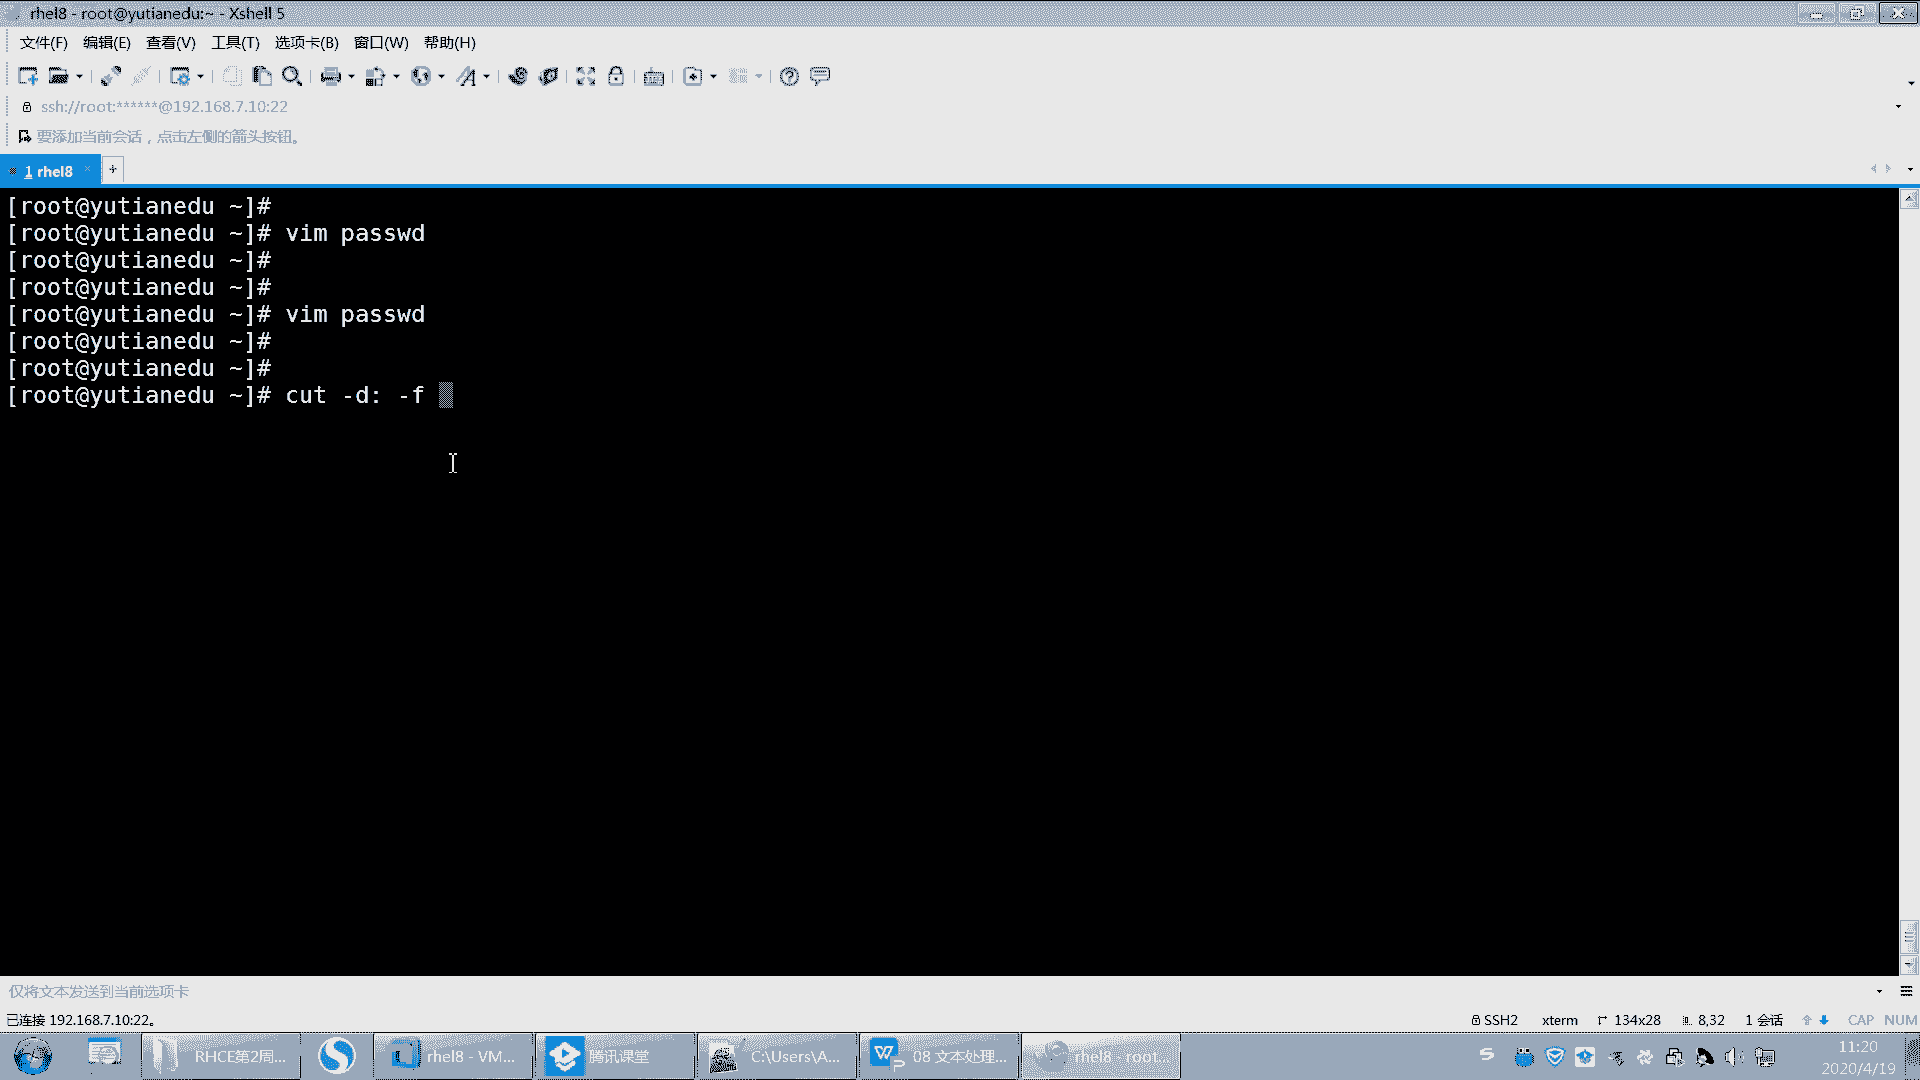 rhel8 - root@yutianedu:~ - Xshell 5
文件(F) 编辑(E) 查看(V) 工具(T) 选项卡(B) 窗口(W) 帮助(H)
ssh://root:******@192.168.7.10:22
要添加当前会话，点击左侧的箭头按钮。
1 rhel8
[root@yutianedu ~]#
[root@yutianedu ~]# vim passwd
[root@yutianedu ~]#
[root@yutianedu ~]#
[root@yutianedu ~]# vim passwd
[root@yutianedu ~]#
[root@yutianedu ~]#
[root@yutianedu ~]# cut -d: -f
仅将文本发送到当前选项卡
已连接 192.168.7.10:22。 SSH2 xterm 134x28 8,32 1 会话 CAP NUM
RHCE第2周... rhel8 - VM... 腾讯课堂 C:\Users\A... 08 文本处理... rhel8 - root... 11:20
2020/4/19